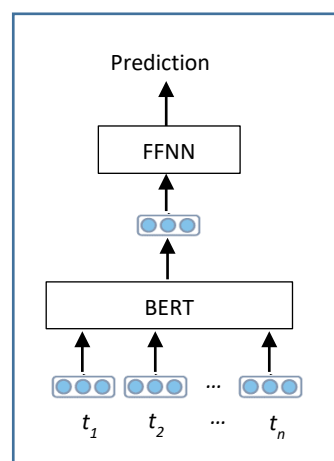 Prediction
FFNN
BERT
...
t1 t2 ... tn